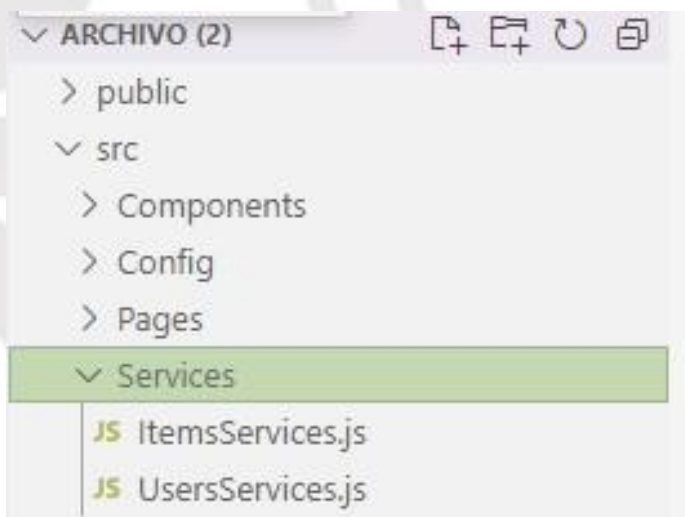 ARCHIVO (2)
public
src
Components
Config
Pages
Services
JS ItemsServices.js
JS UsersServices.js